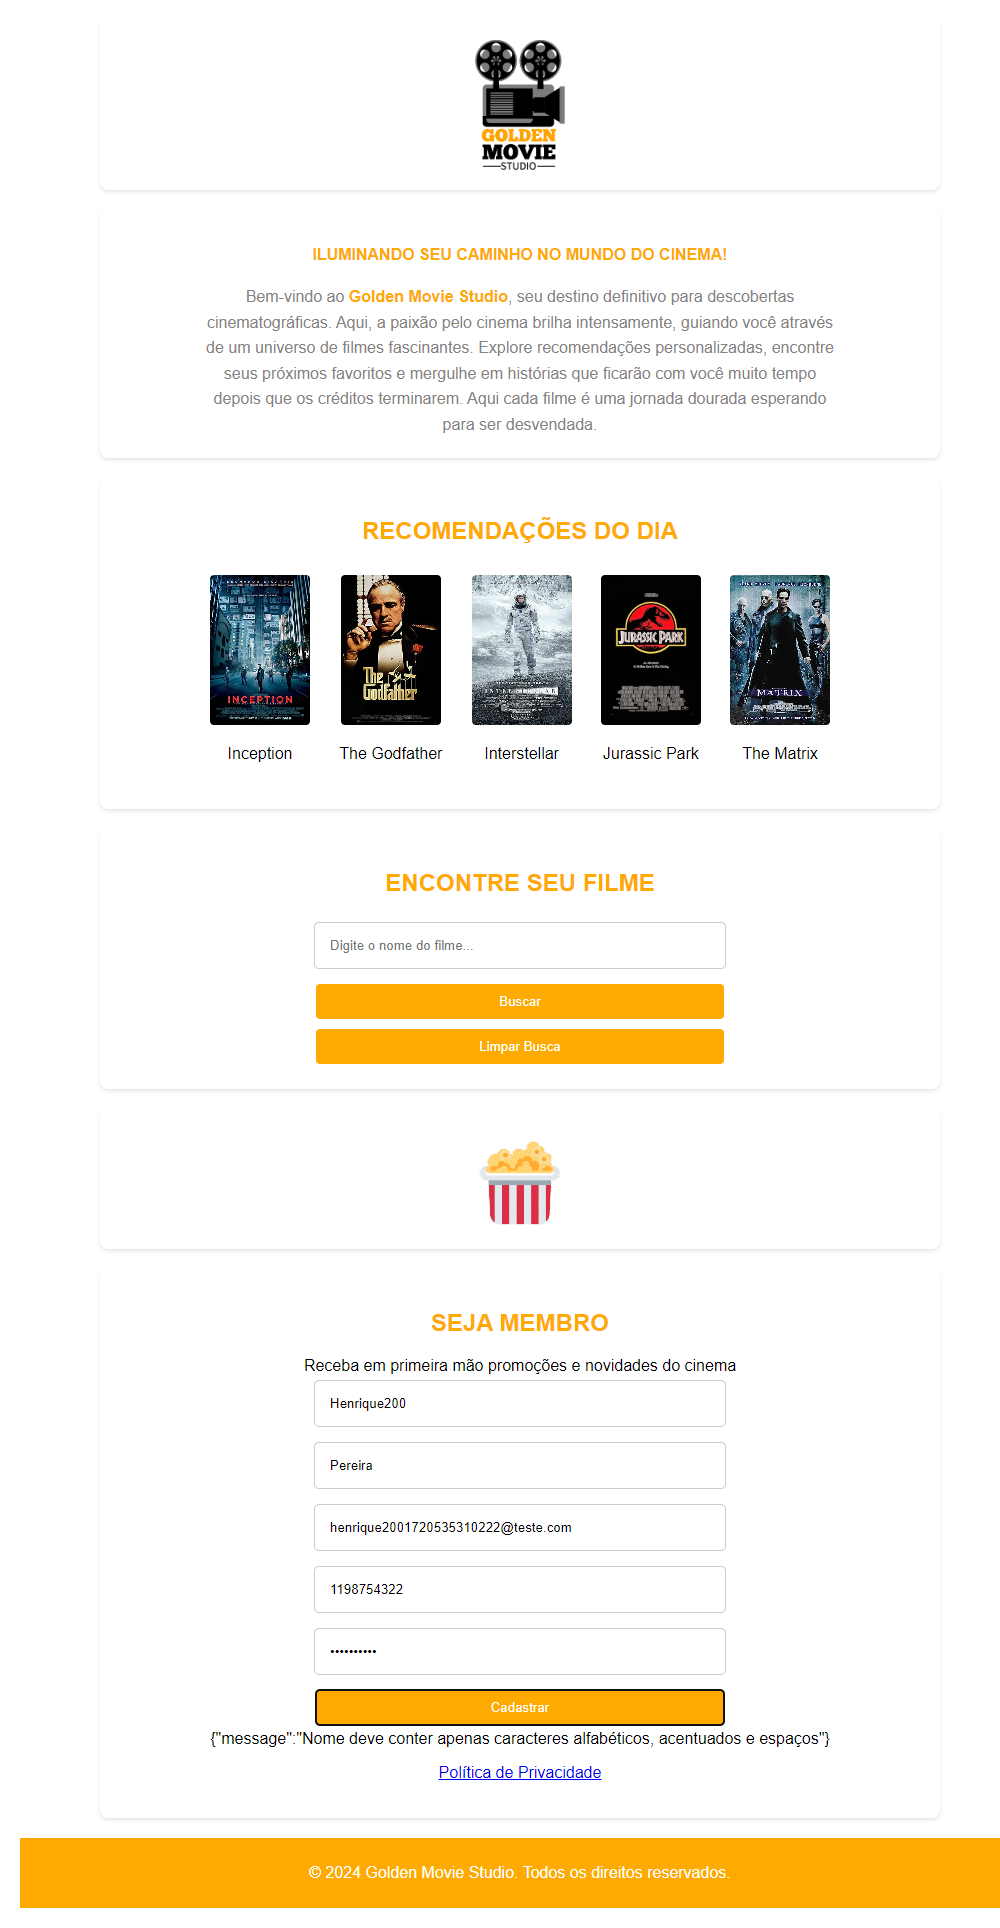 GOLDEN
MOVIE
STUDIO
ILUMINANDO SEU CAMINHO NO MUNDO DO CINEMA!
Bem-vindo ao Golden Movie Studio, seu destino definitivo para descobertas
cinematográficas. Aqui, a paixão pelo cinema brilha intensamente, guiando você através
de um universo de filmes fascinantes. Explore recomendações personalizadas, encontre
seus próximos favoritos e mergulhe em histórias que ficarão com você muito tempo
depois que os créditos terminarem. Aqui cada filme é uma jornada dourada esperando
para ser desvendada.
RECOMENDAÇÕES DO DIA
INCEPTION
The
Godfather
INTERSTELLAR
JURASSIC PARK
MATRIX
Inception
The Godfather
Interstellar
Jurassic Park
The Matrix
ENCONTRE SEU FILME
Digite o nome do filme...
Buscar
Limpar Busca
SEJA MEMBRO
Receba em primeira mão promoções e novidades do cinema
Henrique200
Pereira
henrique2001720535310222@teste.com
1198754322
••••••••••
Cadastrar
{"message":"Nome deve conter apenas caracteres alfabéticos, acentuados e espaços"}
Política de Privacidade
© 2024 Golden Movie Studio. Todos os direitos reservados.